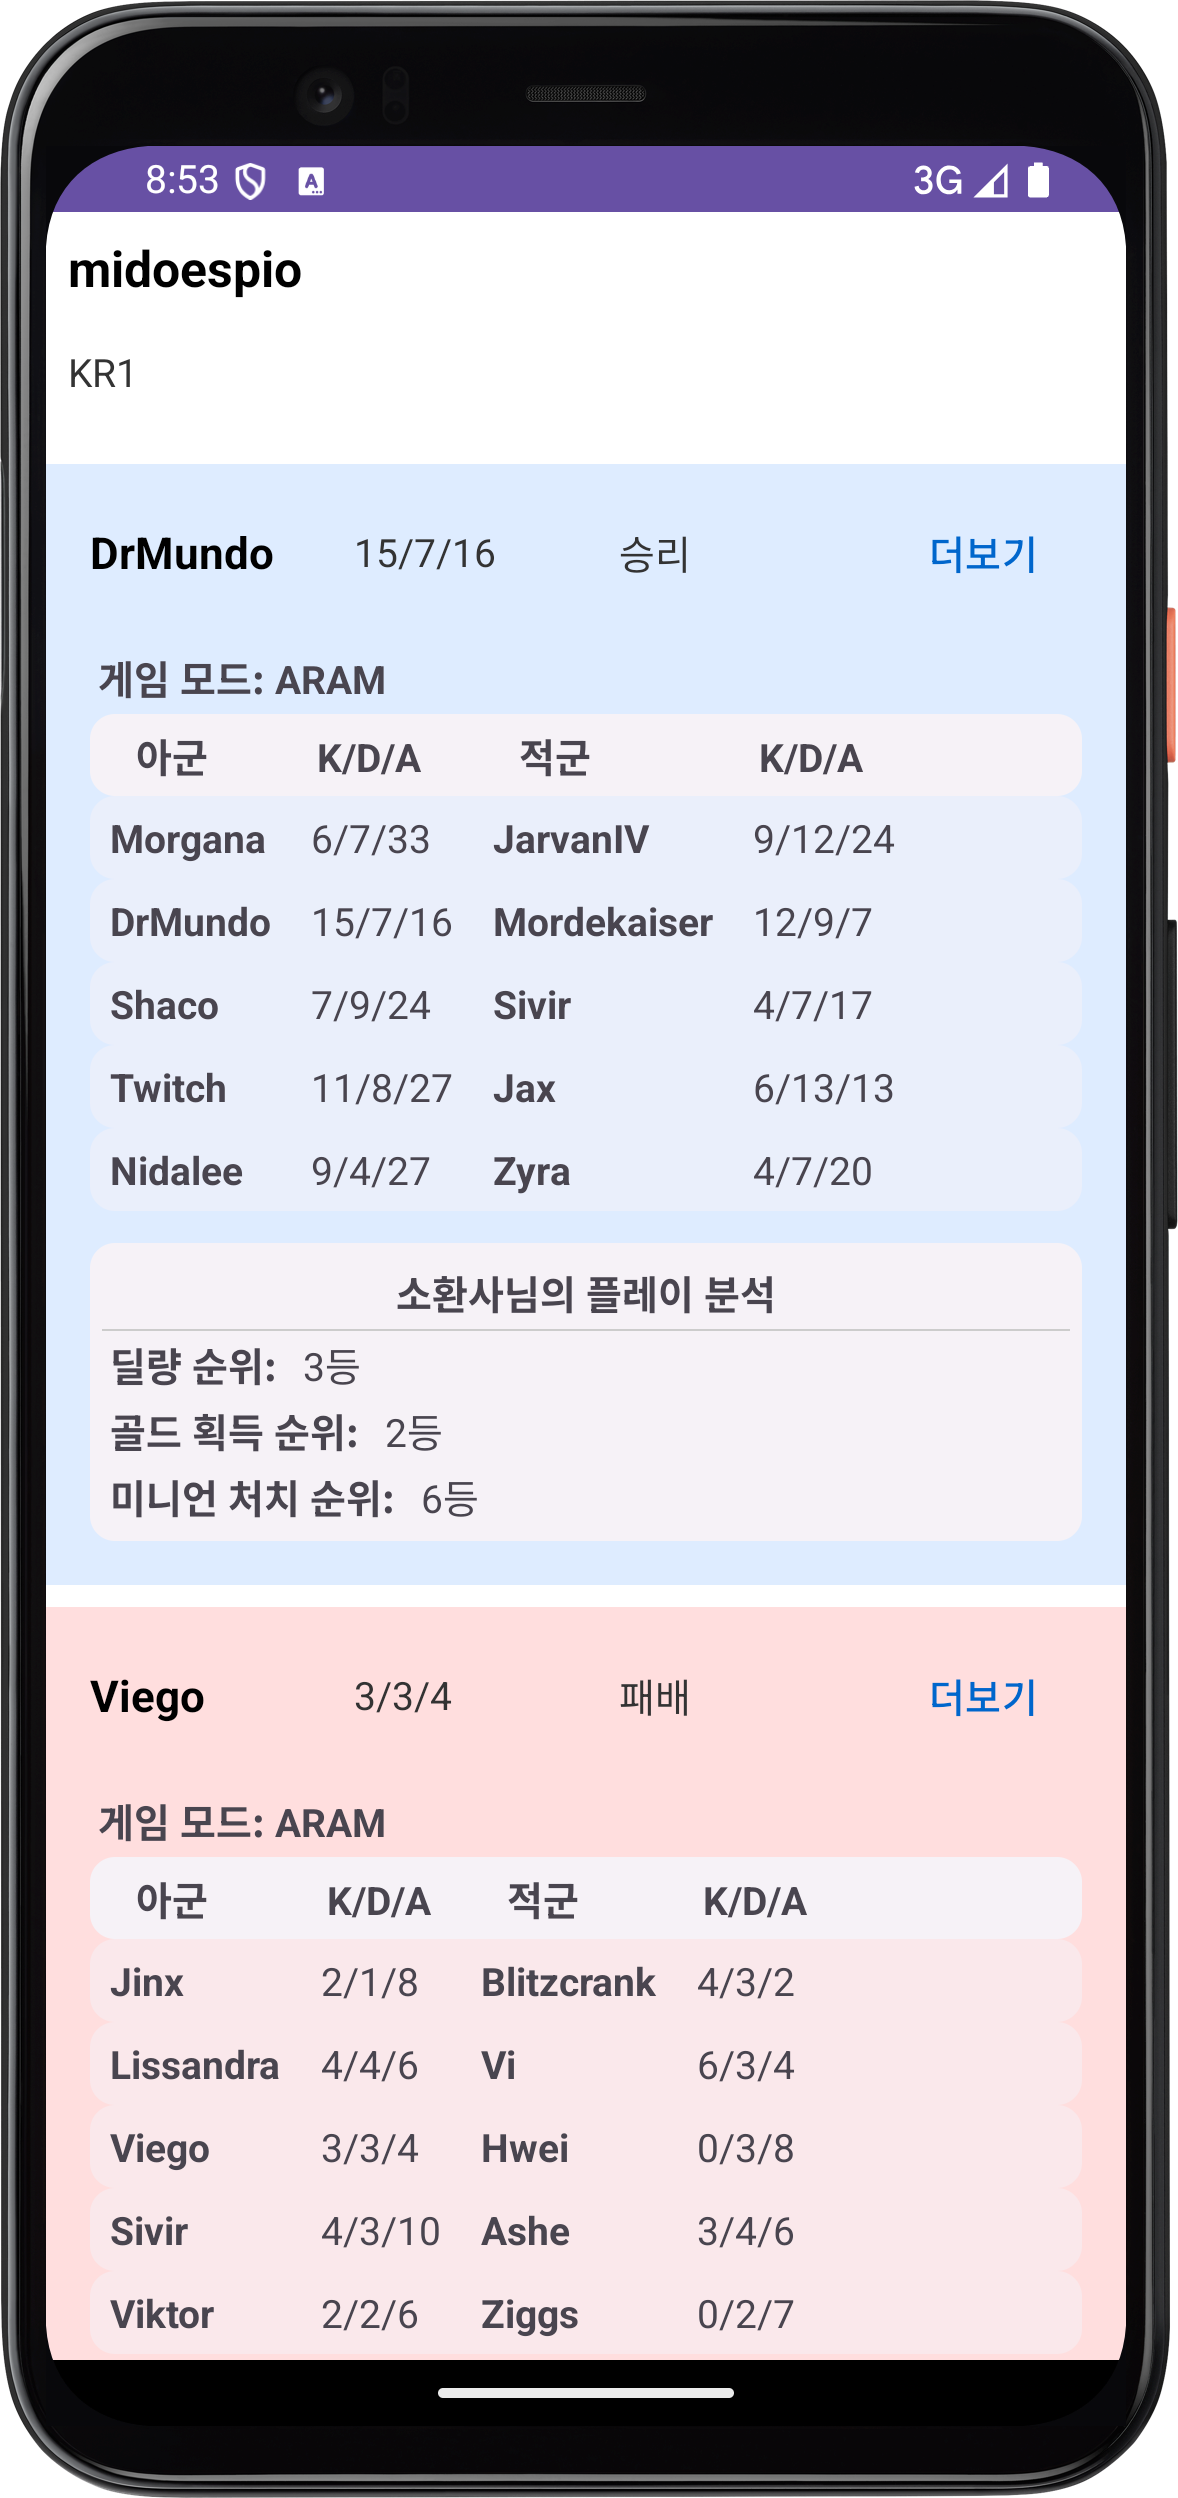 8:53 3G
midoespio
KR1
DrMundo 15/7/16 승리 더보기
게임 모드: ARAM
아군 K/D/A 적군 K/D/A
Morgana 6/7/33 JarvanIV 9/12/24
DrMundo 15/7/16 Mordekaiser 12/9/7
Shaco 7/9/24 Sivir 4/7/17
Twitch 11/8/27 Jax 6/13/13
Nidalee 9/4/27 Zyra 4/7/20
소환사님의 플레이 분석
딜량 순위: 3등
골드 획득 순위: 2등
미니언 처치 순위: 6등
Viego 3/3/4 패배 더보기
게임 모드: ARAM
아군 K/D/A 적군 K/D/A
Jinx 2/1/8 Blitzcrank 4/3/2
Lissandra 4/4/6 Vi 6/3/4
Viego 3/3/4 Hwei 0/3/8
Sivir 4/3/10 Ashe 3/4/6
Viktor 2/2/6 Ziggs 0/2/7